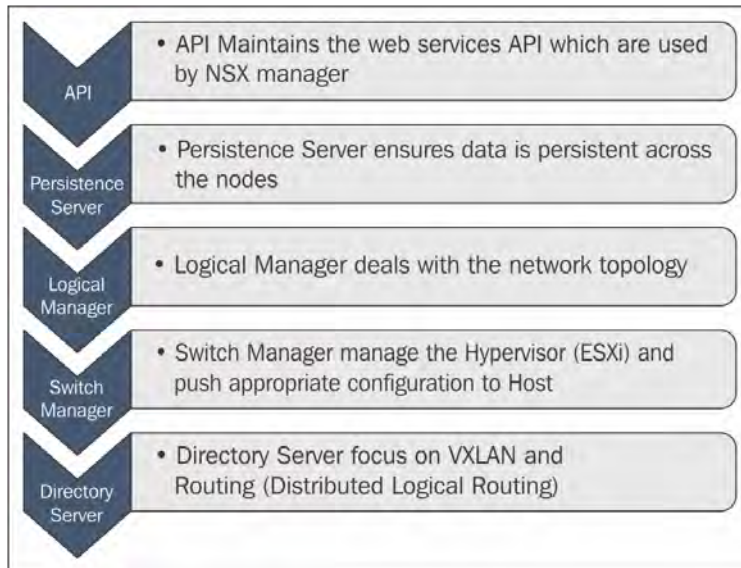 API
• API Maintains the web services API which are used
by NSX manager
Persistence
Server
• Persistence Server ensures data is persistent across
the nodes
Logical
Manager
• Logical Manager deals with the network topology
Switch
Manager
• Switch Manager manage the Hypervisor (ESXi) and
push appropriate configuration to Host
Directory
Server
• Directory Server focus on VXLAN and
Routing (Distributed Logical Routing)